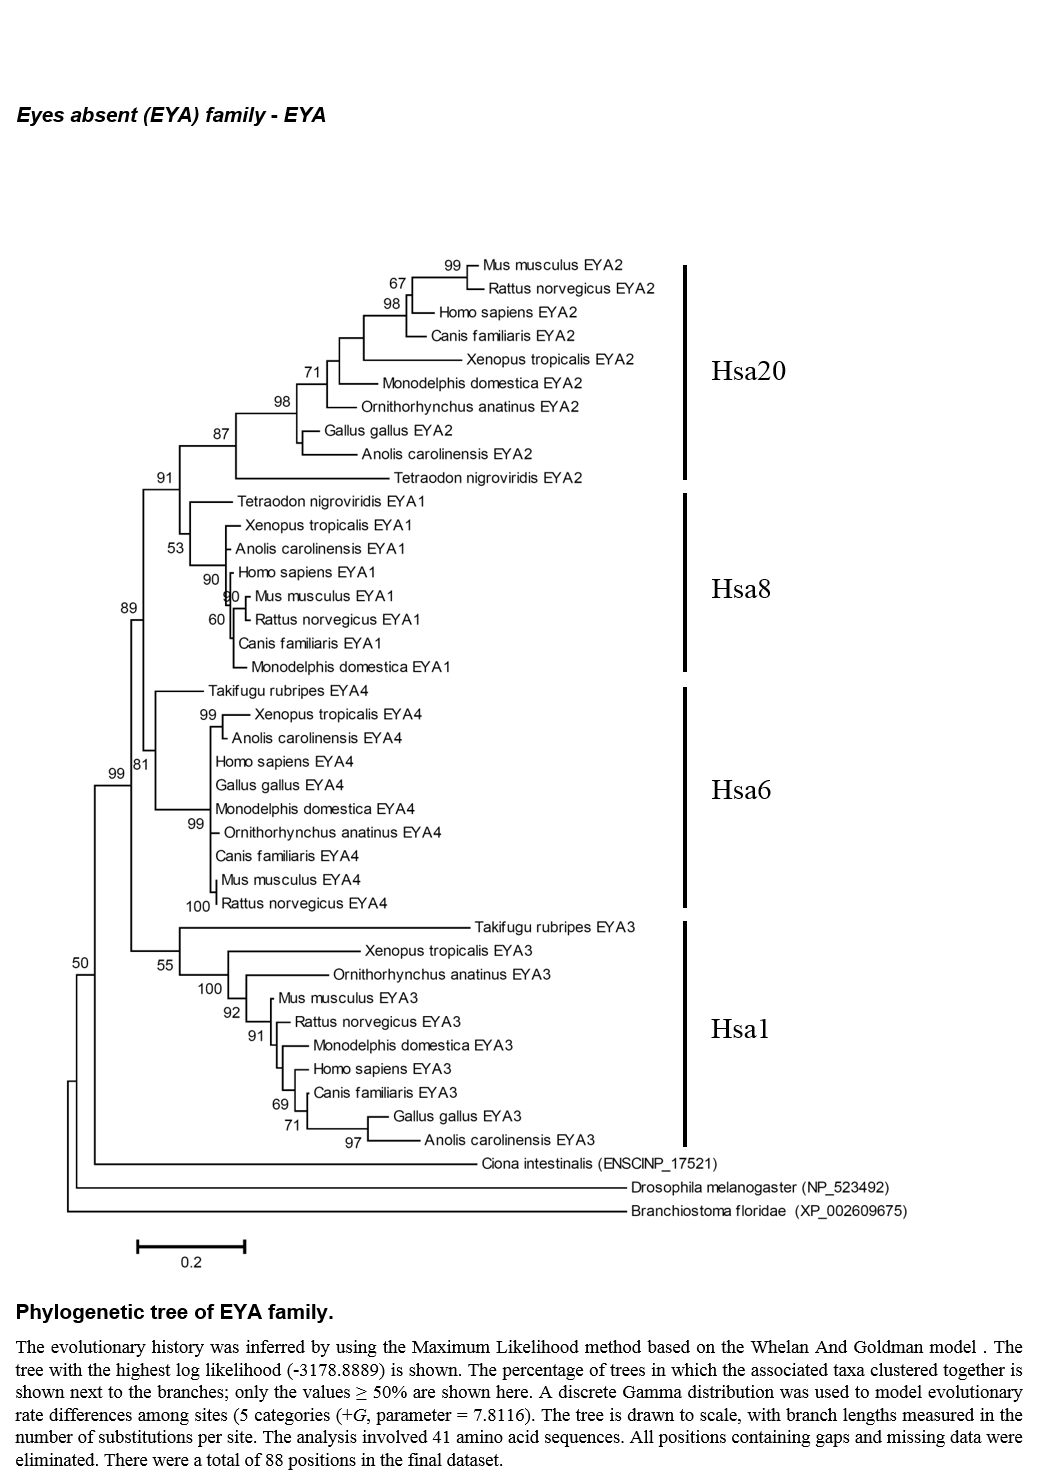 Eyes absent (EYA) family - EYA
99
Mus musculus EYA2
67
Rattus norvegicus EYA2
98
Homo sapiens EYA2
Canis familiaris EYA2
Xenopus tropicalis EYA2
Hsa20
71
Monodelphis domestica EYA2
98
Ornithorhynchus anatinus EYA2
87
Gallus gallus EYA2
Anolis carolinensis EYA2
91
Tetraodon nigroviridis EYA2
Tetraodon nigroviridis EYA1
Xenopus tropicalis EYA1
53
Anolis carolinensis EYA1
90
Homo sapiens EYA1
Hsa8
90
Mus musculus EYA1
89
60
Rattus norvegicus EYA1
Canis familiaris EYA1
Monodelphis domestica EYA1
Takifugu rubripes EYA4
99
Xenopus tropicalis EYA4
Anolis carolinensis EYA4
81
Homo sapiens EYA4
99
Gallus gallus EYA4
Hsa6
Monodelphis domestica EYA4
99
Ornithorhynchus anatinus EYA4
Canis familiaris EYA4
Mus musculus EYA4
100
Rattus norvegicus EYA4
Takifugu rubripes EYA3
50
55
Xenopus tropicalis EYA3
100
Ornithorhynchus anatinus EYA3
92
Mus musculus EYA3
91
Rattus norvegicus EYA3
Hsa1
Monodelphis domestica EYA3
Homo sapiens EYA3
69
Canis familiaris EYA3
71
Gallus gallus EYA3
97
Anolis carolinensis EYA3
Ciona intestinalis (ENSCINP_17521)
Drosophila melanogaster (NP_523492)
Branchiostoma floridae (XP_002609675)
0.2
Phylogenetic tree of EYA family.
The evolutionary history was inferred by using the Maximum Likelihood method based on the Whelan And Goldman model . The
tree with the highest log likelihood (-3178.8889) is shown. The percentage of trees in which the associated taxa clustered together is
shown next to the branches; only the values ≥ 50% are shown here. A discrete Gamma distribution was used to model evolutionary
rate differences among sites (5 categories (+G, parameter = 7.8116). The tree is drawn to scale, with branch lengths measured in the
number of substitutions per site. The analysis involved 41 amino acid sequences. All positions containing gaps and missing data were
eliminated. There were a total of 88 positions in the final dataset.